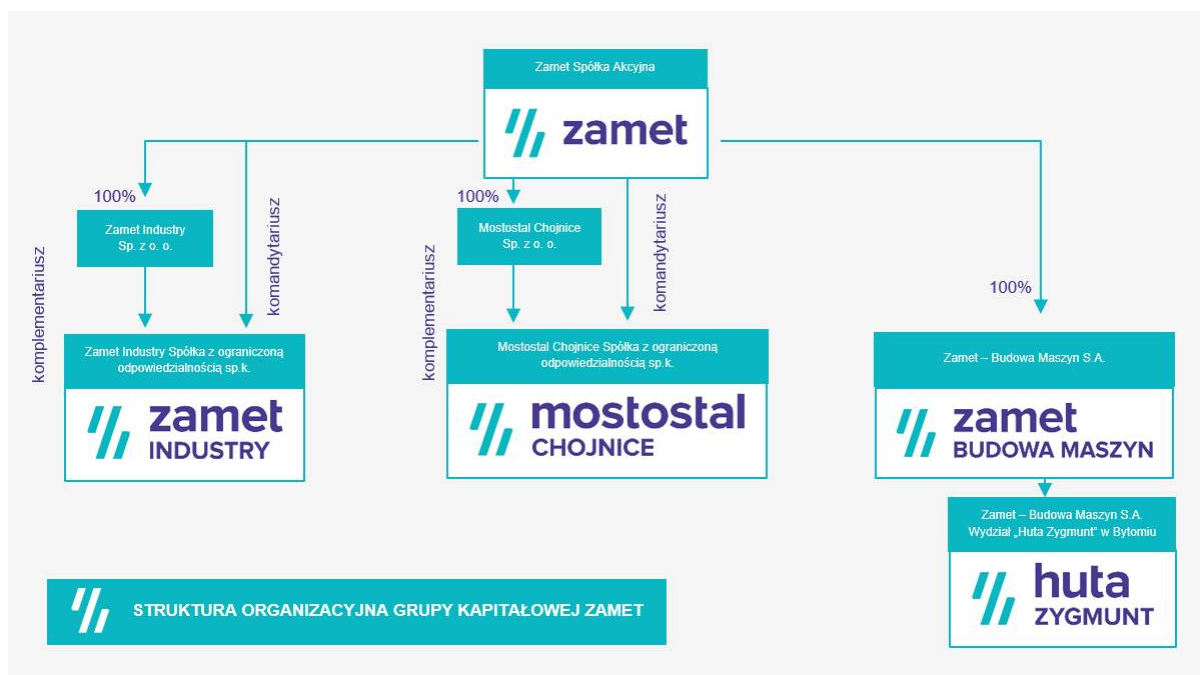 Zamet Spółka Akcyjna
zamet
100%
Zamet Industry
Sp. z o. o.
komplementariusz
komandytariusz
Zamet Industry Spółka z ograniczoną
odpowiedzialnością sp.k.
zamet
INDUSTRY
100%
Mostostal Chojnice
Sp. z o. o.
komplementariusz
komandytariusz
Mostostal Chojnice Spółka z ograniczoną
odpowiedzialnością sp.k.
mostostal
CHOJNICE
100%
Zamet – Budowa Maszyn S.A.
zamet
BUDOWA MASZYN
Zamet – Budowa Maszyn S.A.
Wydział „Huta Zygmunt" w Bytomiu
huta
ZYGMUNT
STRUKTURA ORGANIZACYJNA GRUPY KAPITAŁOWEJ ZAMET